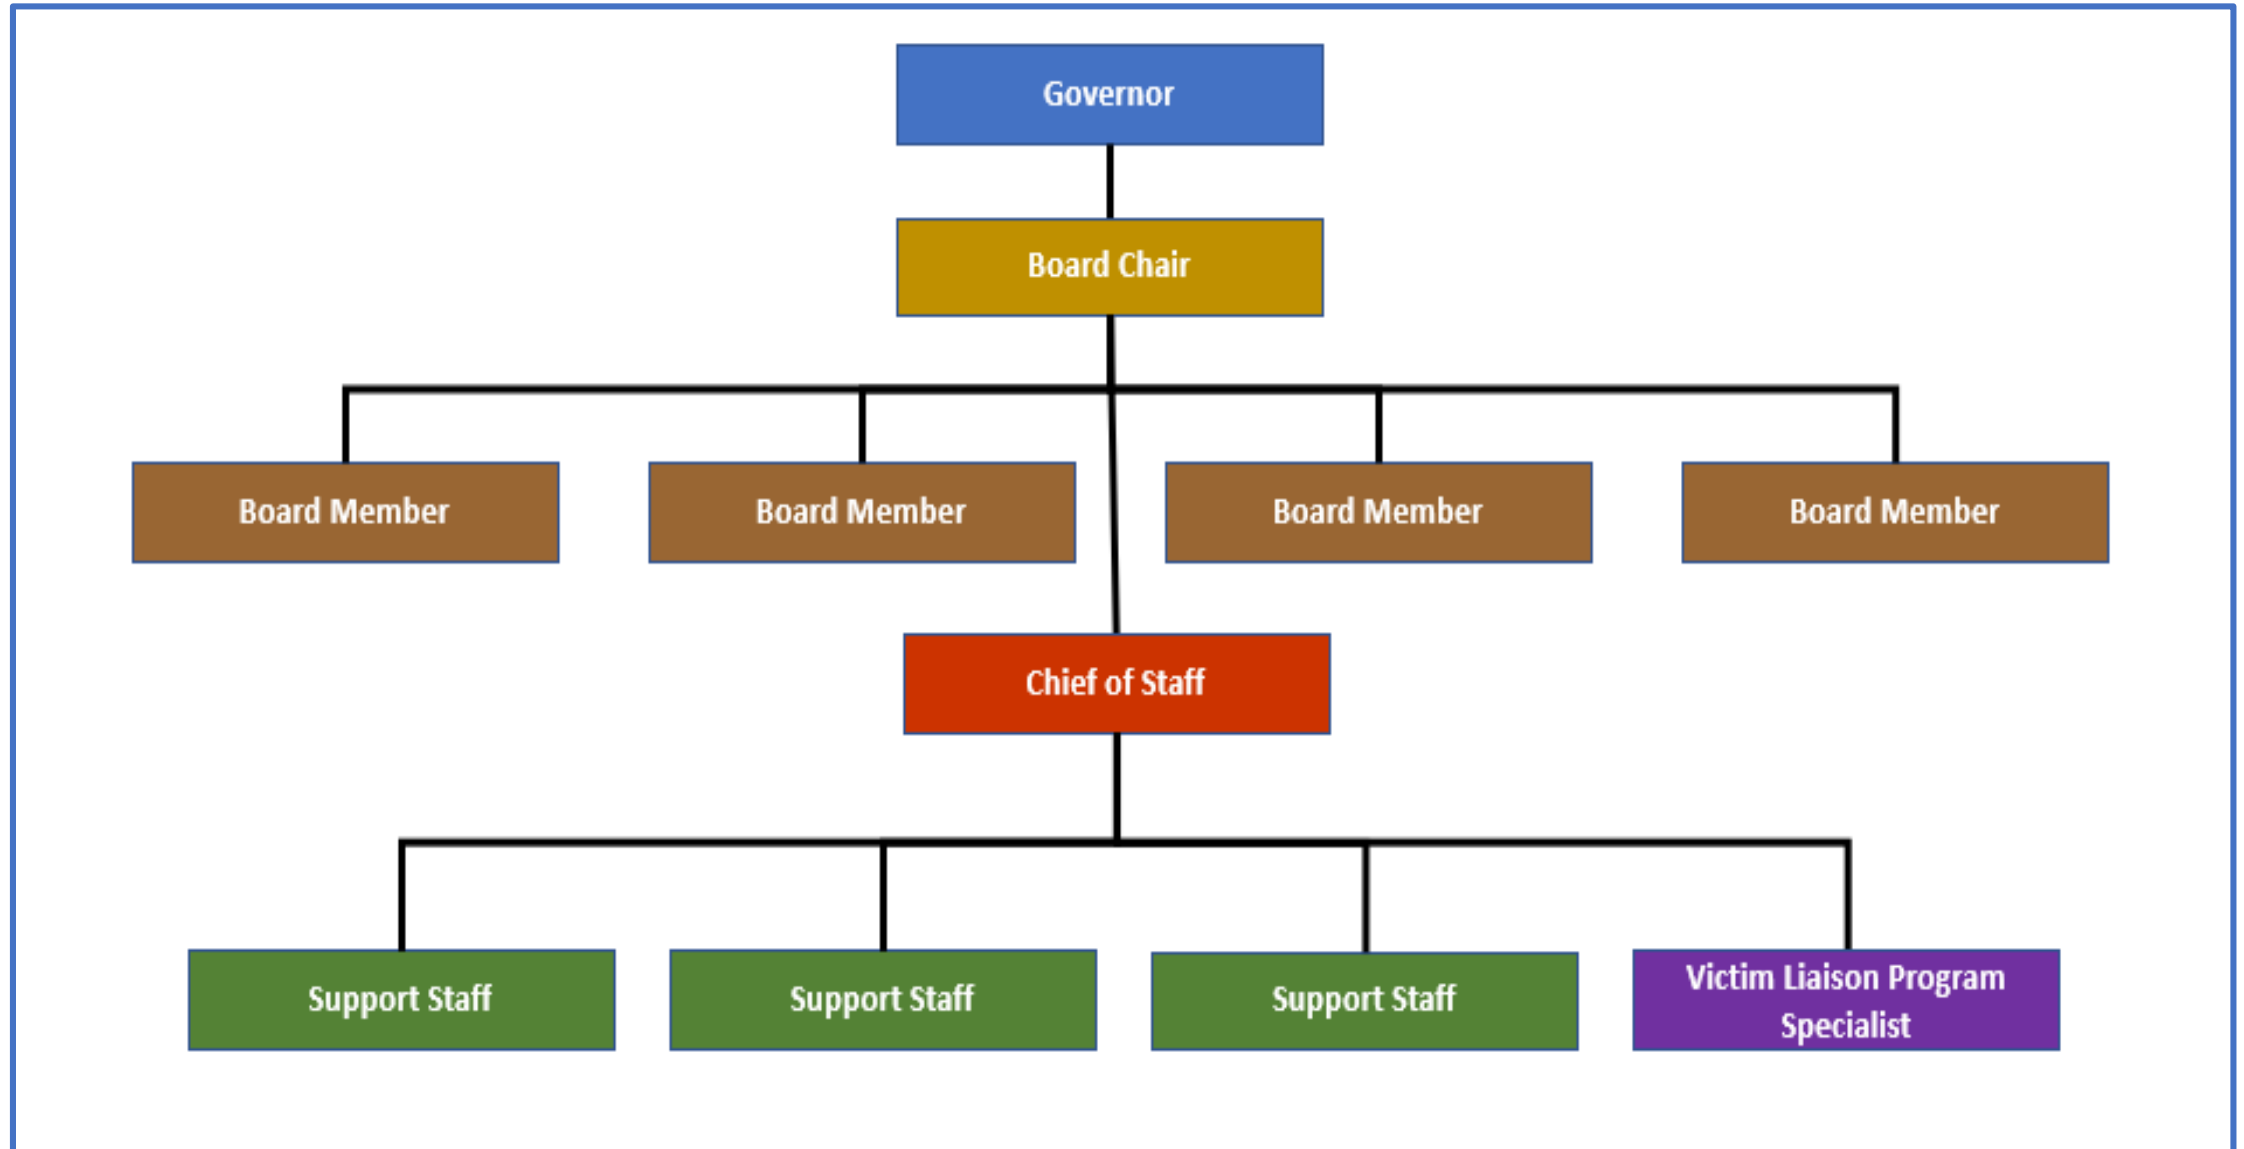 Governor
Board Chair
Board Member
Board Member
Board Member
Board Member
Chief of Staff
Support Staff
Support Staff
Support Staff
Victim Liaison Program
Specialist